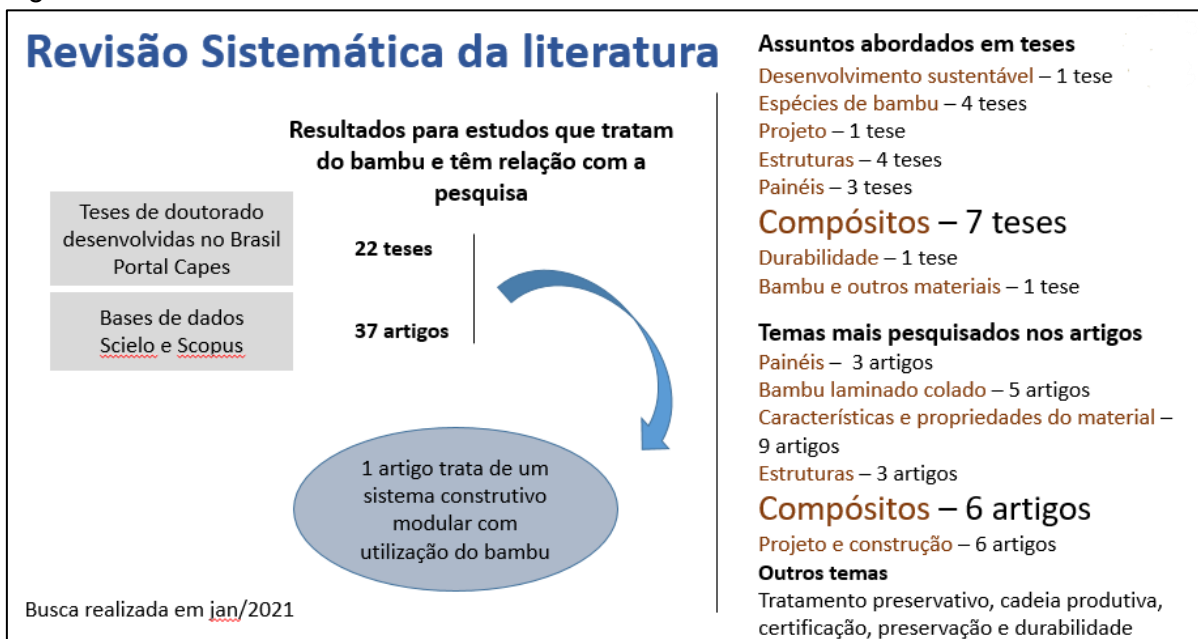 Revisão Sistemática da literatura
Resultados para estudos que tratam
do bambu e têm relação com a
pesquisa
Teses de doutorado
desenvolvidas no Brasil
Portal Capes
22 teses
Bases de dados
Scielo e Scopus
37 artigos
1 artigo trata de um
sistema construtivo
modular com
utilização do bambu
Busca realizada em jan/2021
Assuntos abordados em teses
Desenvolvimento sustentável – 1 tese
Espécies de bambu – 4 teses
Projeto – 1 tese
Estruturas – 4 teses
Painéis – 3 teses
Compósitos – 7 teses
Durabilidade – 1 tese
Bambu e outros materiais – 1 tese
Temas mais pesquisados nos artigos
Painéis – 3 artigos
Bambu laminado colado – 5 artigos
Características e propriedades do material –
9 artigos
Estruturas – 3 artigos
Compósitos – 6 artigos
Projeto e construção – 6 artigos
Outros temas
Tratamento preservativo, cadeia produtiva,
certificação, preservação e durabilidade